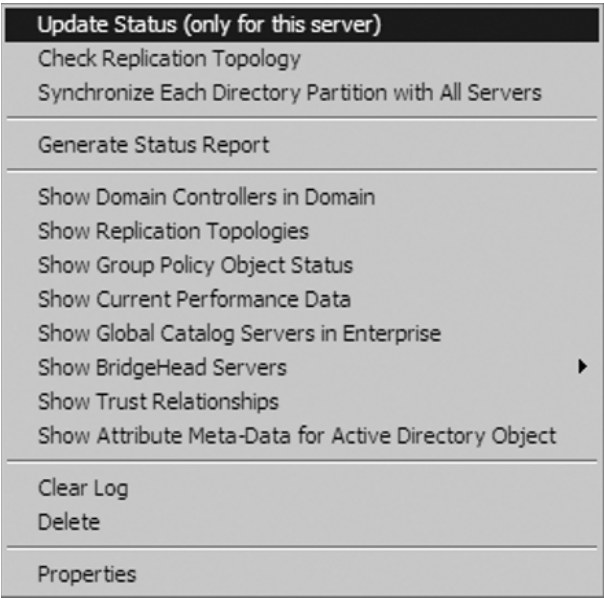 Update Status (only for this server)
Check Replication Topology
Synchronize Each Directory Partition with All Servers
Generate Status Report
Show Domain Controllers in Domain
Show Replication Topologies
Show Group Policy Object Status
Show Current Performance Data
Show Global Catalog Servers in Enterprise
Show BridgeHead Servers
Show Trust Relationships
Show Attribute Meta-Data for Active Directory Object
Clear Log
Delete
Properties